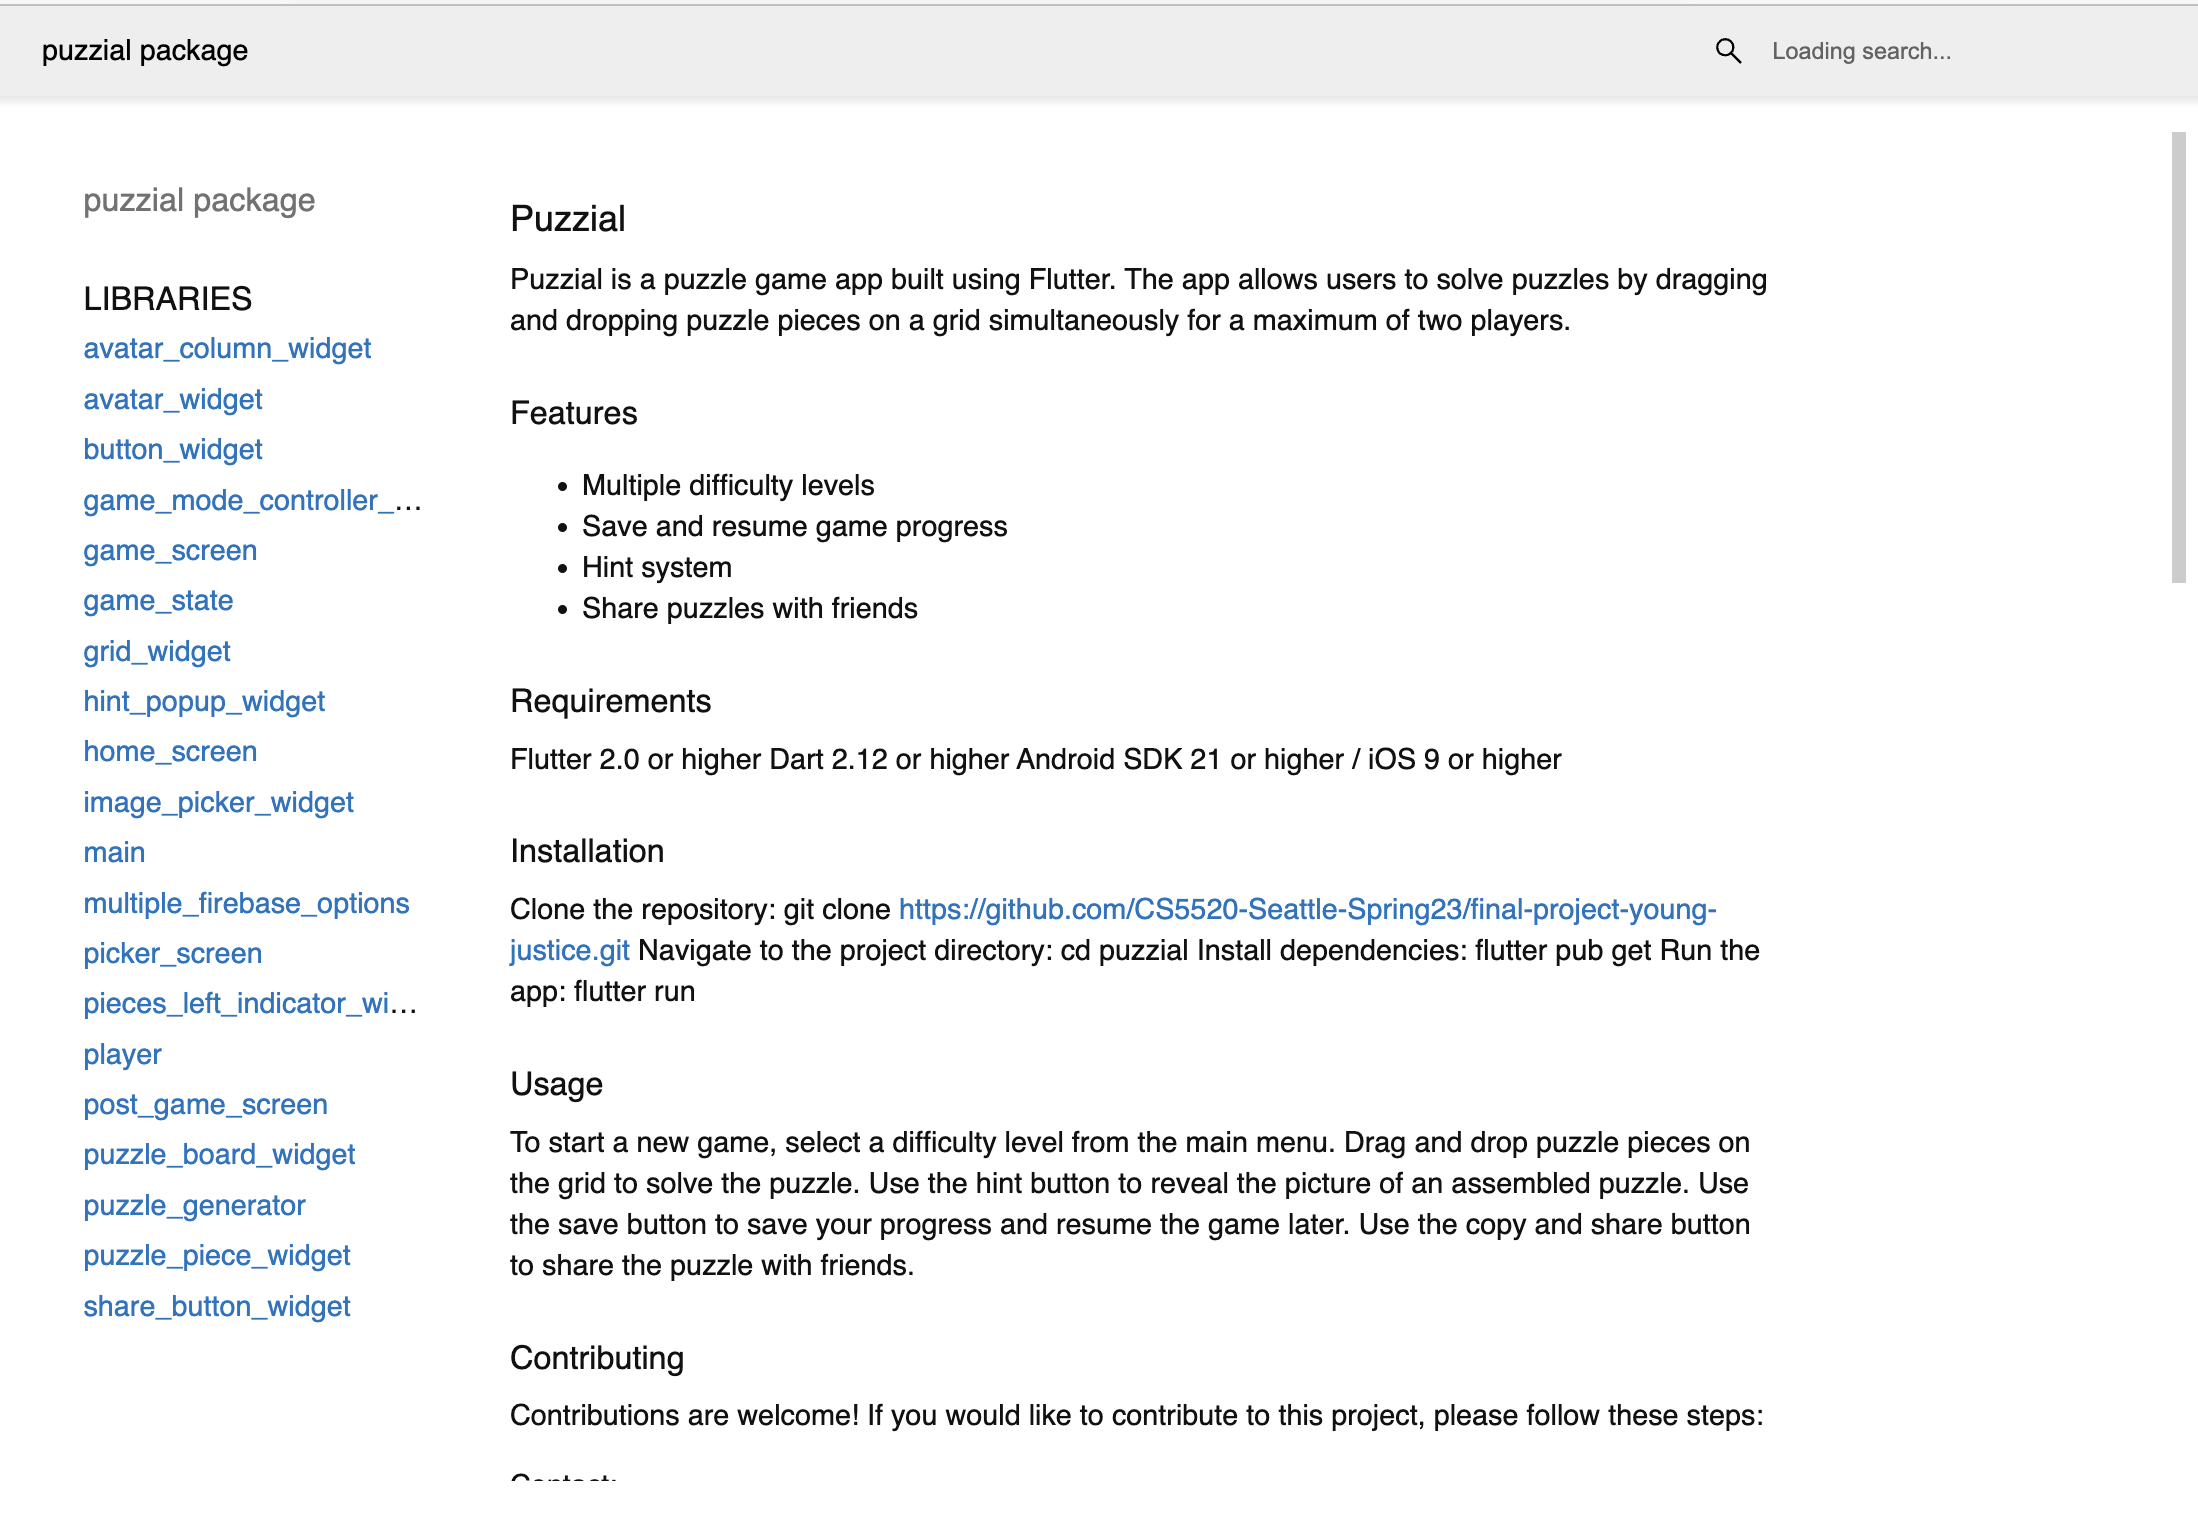 puzzial package
Loading search...
puzzial package
LIBRARIES
avatar_column_widget
avatar_widget
button_widget
game_mode_controller_…
game_screen
game_state
grid_widget
hint_popup_widget
home_screen
image_picker_widget
main
multiple_firebase_options
picker_screen
pieces_left_indicator_wi…
player
post_game_screen
puzzle_board_widget
puzzle_generator
puzzle_piece_widget
share_button_widget
Puzzial
Puzzial is a puzzle game app built using Flutter. The app allows users to solve puzzles by dragging
and dropping puzzle pieces on a grid simultaneously for a maximum of two players.
Features
• Multiple difficulty levels
• Save and resume game progress
• Hint system
• Share puzzles with friends
Requirements
Flutter 2.0 or higher Dart 2.12 or higher Android SDK 21 or higher / iOS 9 or higher
Installation
Clone the repository: git clone https://github.com/CS5520-Seattle-Spring23/final-project-young-
justice.git Navigate to the project directory: cd puzzial Install dependencies: flutter pub get Run the
app: flutter run
Usage
To start a new game, select a difficulty level from the main menu. Drag and drop puzzle pieces on
the grid to solve the puzzle. Use the hint button to reveal the picture of an assembled puzzle. Use
the save button to save your progress and resume the game later. Use the copy and share button
to share the puzzle with friends.
Contributing
Contributions are welcome! If you would like to contribute to this project, please follow these steps: